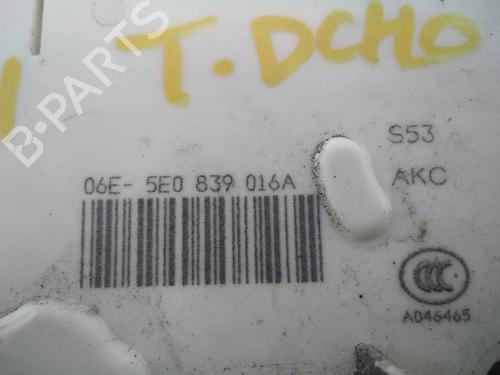 T. DCHO
B-PARTS
S53
06E- 5E0 839 016A
AKC
CCC
A046465